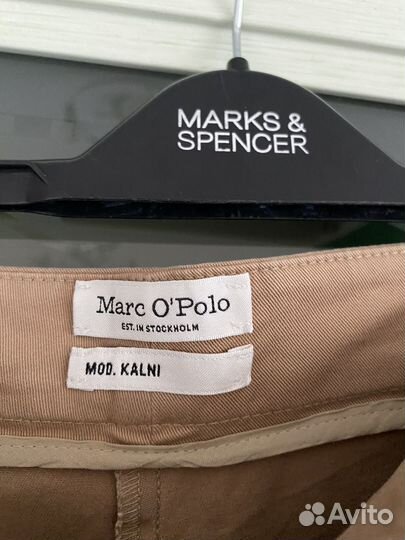 MARKS &
SPENCER
Marc O'Polo
EST. IN STOCKHOLM
MOD. KALNI
Avito